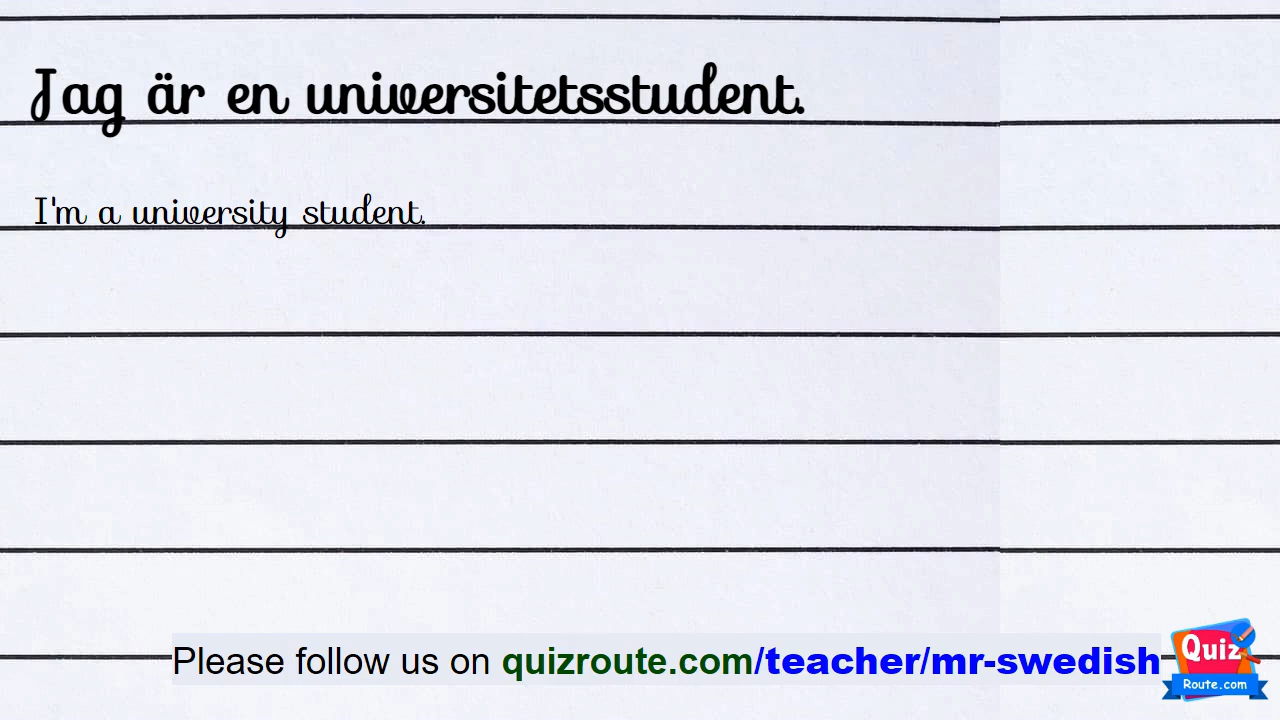 Jag är en universitetsstudent.
I'm a university student.
Please follow us on quizroute.com/teacher/mr-swedish
Quiz
Route.com